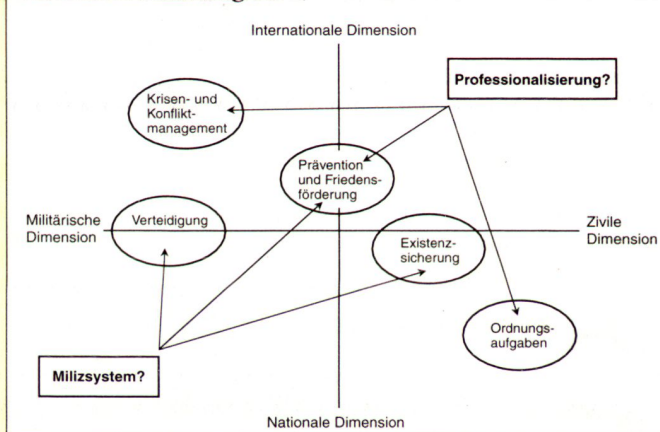 Internationale Dimension
Professionalisierung?
Krisen- und
Konflikt-
management
Prävention
und Friedens-
förderung
Militärische
Dimension
Verteidigung
Existenz-
sicherung
Zivile
Dimension
Ordnungs-
aufgaben
Milizsystem?
Nationale Dimension